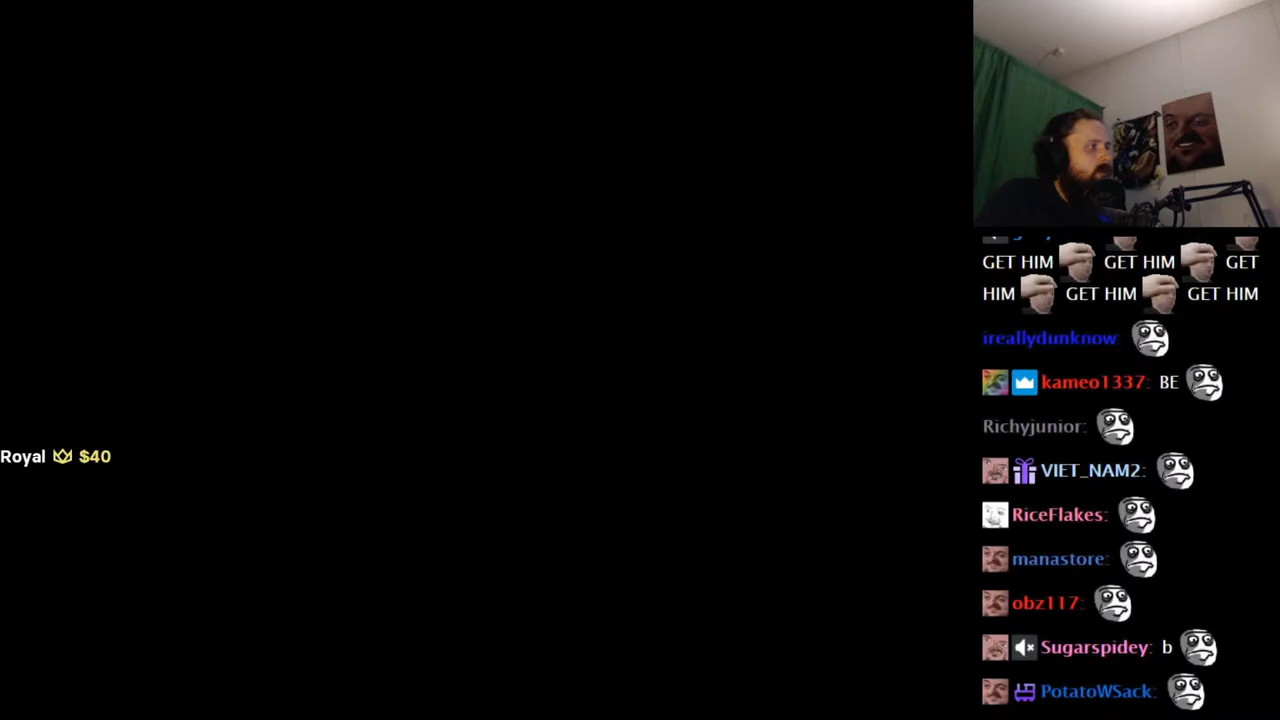 Royal $40
GET HIM GET HIM GET
HIM GET HIM GET HIM
ireallydunknow:
kameo1337: BE
Richyjunior:
VIET_NAM2:
RiceFlakes:
manastore:
obz117:
Sugarspidey: b
PotatoWSack: